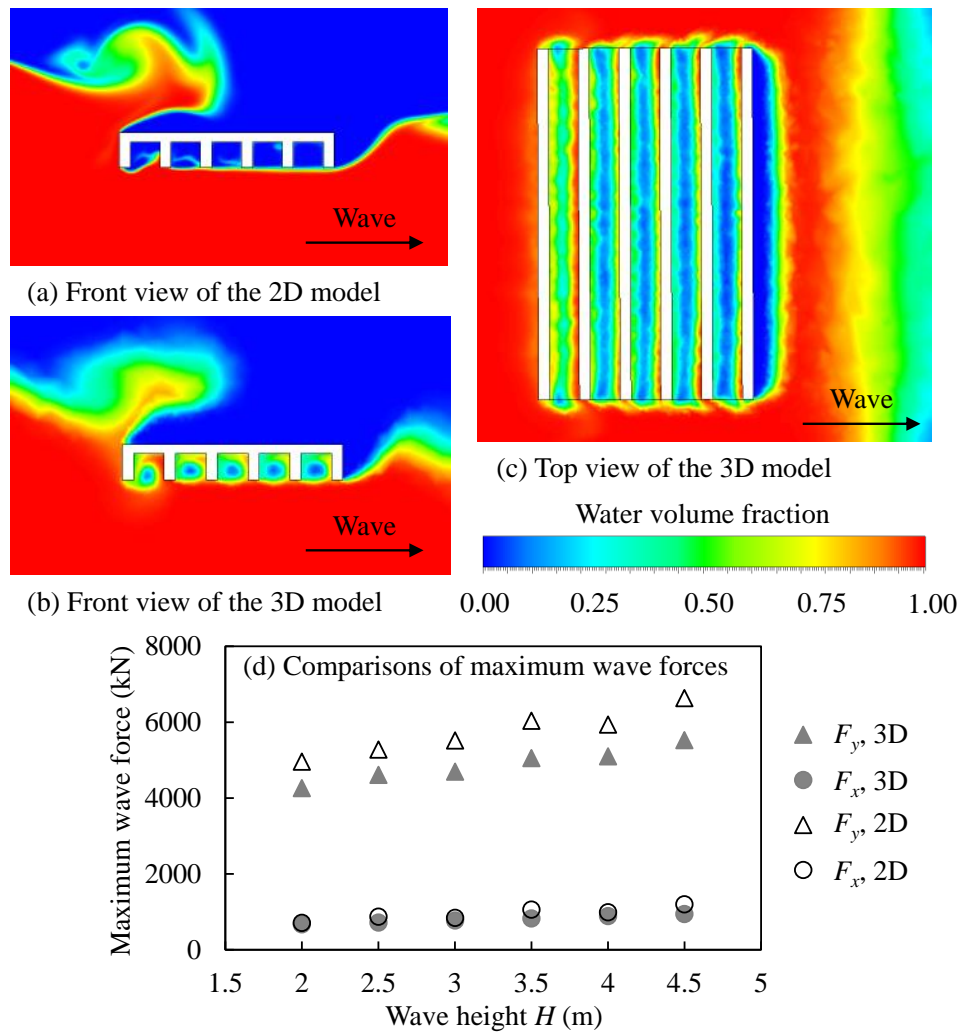 Wave
(a) Front view of the 2D model
Wave
(b) Front view of the 3D model
Wave
(c) Top view of the 3D model
Water volume fraction
0.00 0.25 0.50 0.75 1.00
(d) Comparisons of maximum wave forces
Maximum wave force (kN)
8000
6000
4000
2000
0
1.5 2 2.5 3 3.5 4 4.5 5
Wave height H (m)
Fy, 3D
Fx, 3D
Fy, 2D
Fx, 2D